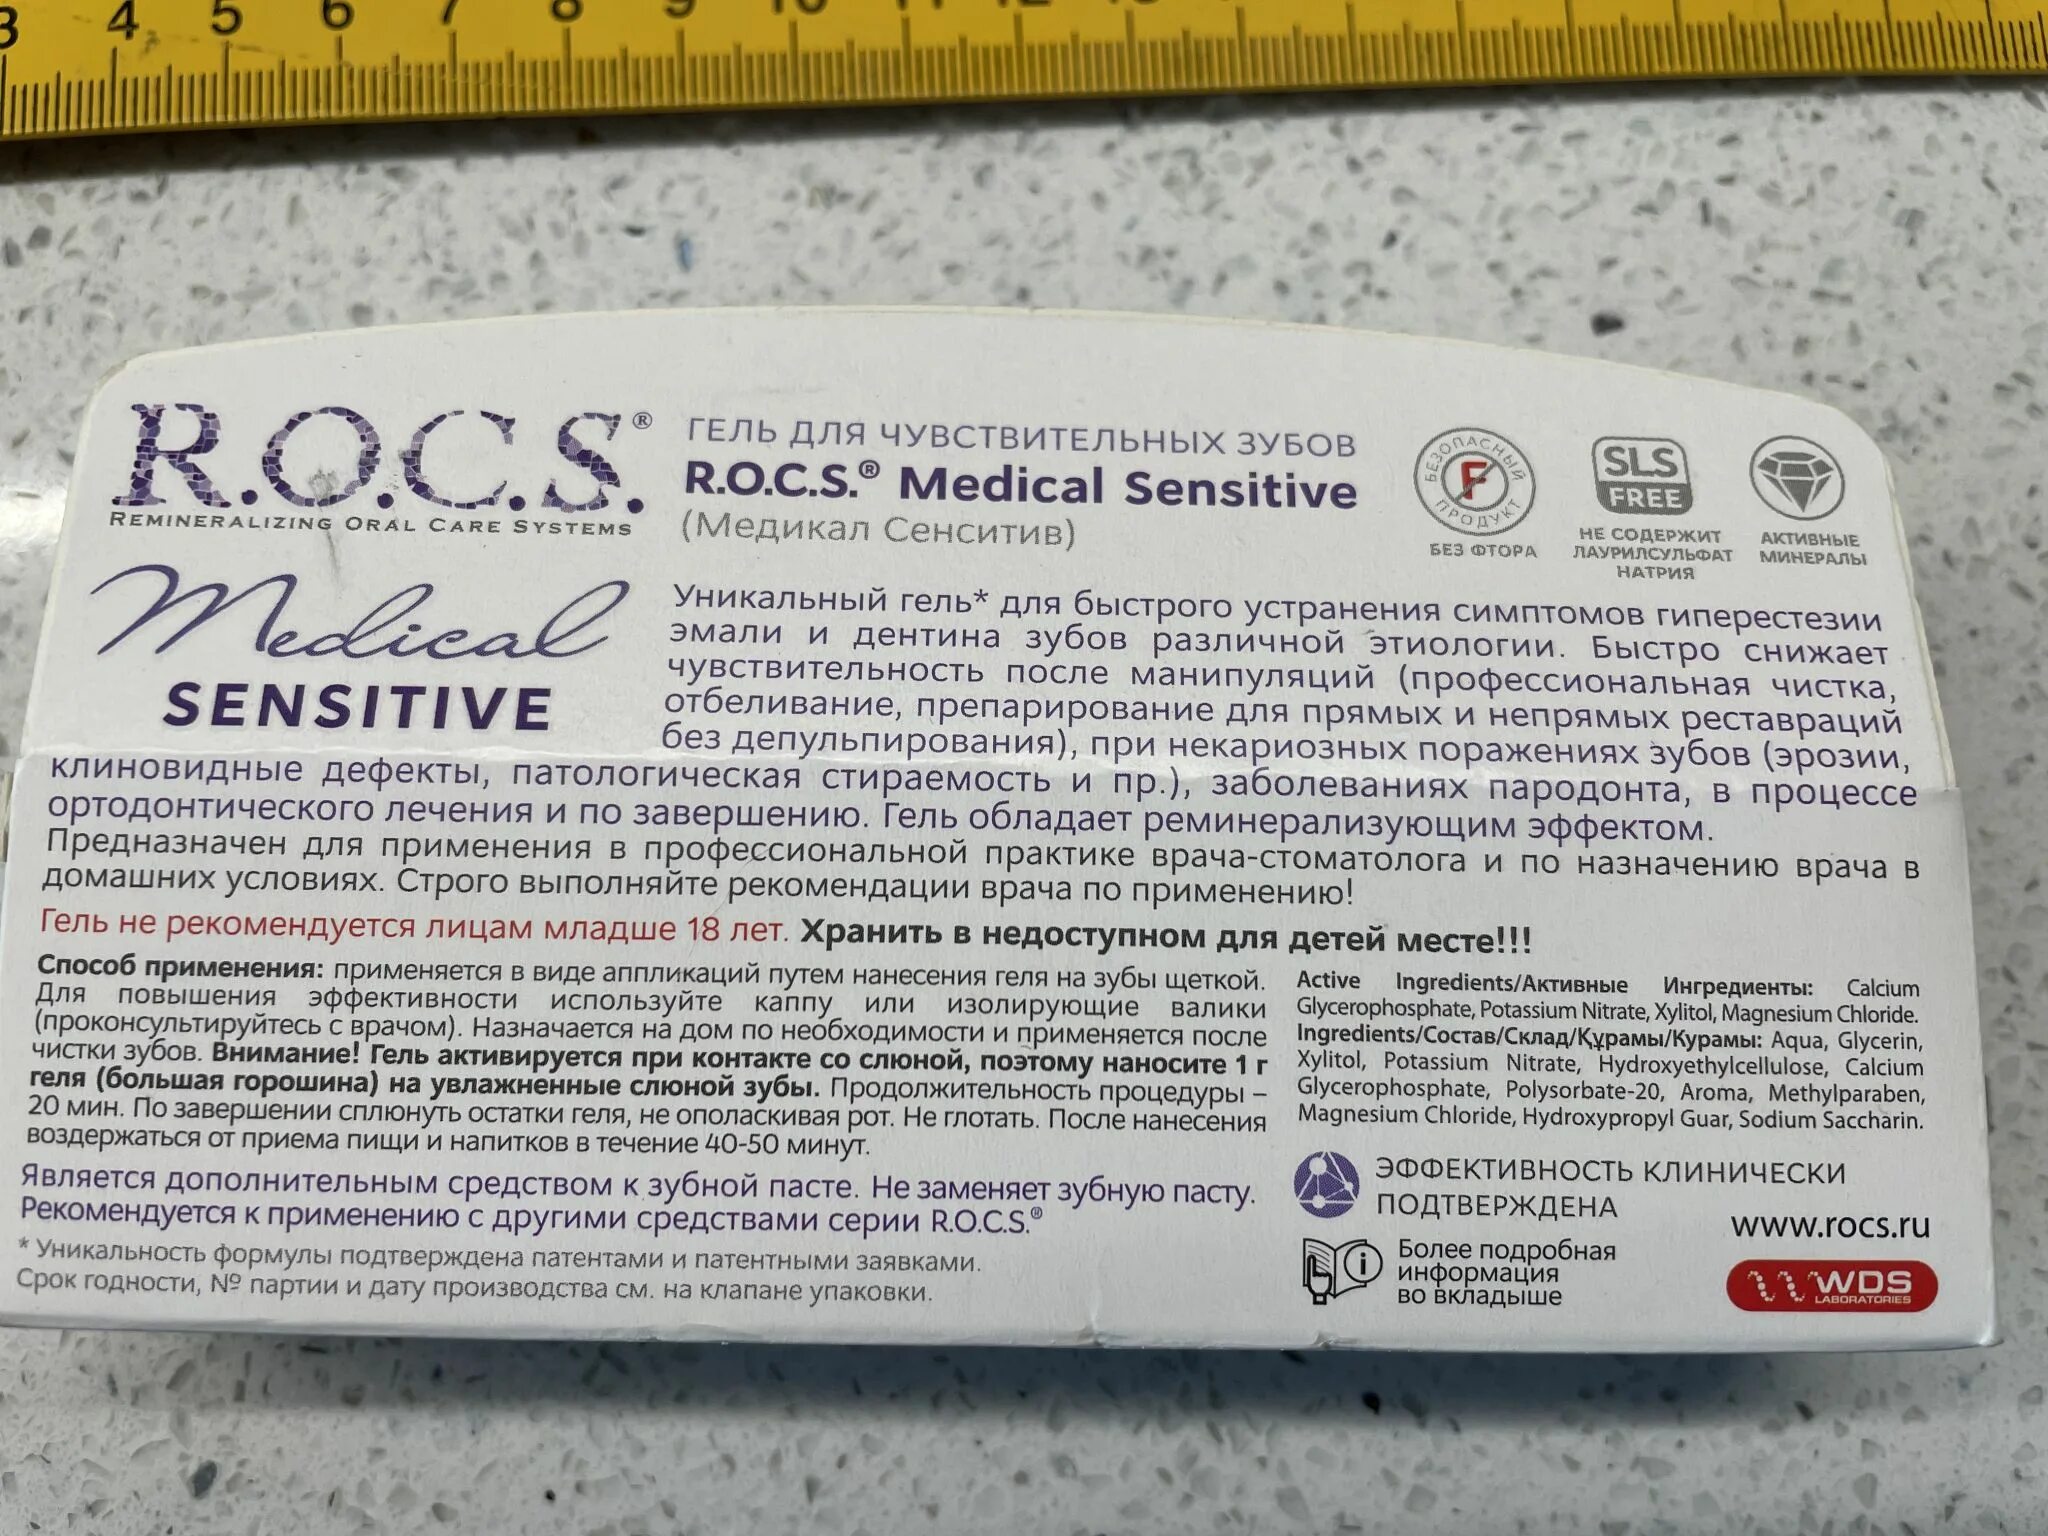 3 4 5 6 7 8 9 10 11 12 13
R.O.C.S.®
REMINERALIZING ORAL CARE SYSTEMS
Medical
SENSITIVE
ГЕЛЬ ДЛЯ ЧУВСТВИТЕЛЬНЫХ ЗУБОВ
R.O.C.S.® Medical Sensitive
(Медикал Сенситив)
БЕЗОПАСНЫЙ
F
ПРОДУКТ
БЕЗ ФТОРА
SLS
FREE
НЕ СОДЕРЖИТ
ЛАУРИЛСУЛЬФАТ
НАТРИЯ
АКТИВНЫЕ
МИНЕРАЛЫ
Уникальный гель* для быстрого устранения симптомов гиперестезии
эмали и дентина зубов различной этиологии. Быстро снижает
чувствительность после манипуляций (профессиональная чистка,
отбеливание, препарирование для прямых и непрямых реставраций
без депульпирования), при некариозных поражениях зубов (эрозии,
клиновидные дефекты, патологическая стираемость и пр.), заболеваниях пародонта, в процессе
ортодонтического лечения и по завершению. Гель обладает реминерализующим эффектом.
Предназначен для применения в профессиональной практике врача-стоматолога и по назначению врача в
домашних условиях. Строго выполняйте рекомендации врача по применению!
Гель не рекомендуется лицам младше 18 лет. Хранить в недоступном для детей месте!!!
Способ применения: применяется в виде аппликаций путем нанесения геля на зубы щеткой.
Для повышения эффективности используйте каппу или изолирующие валики
(проконсультируйтесь с врачом). Назначается на дом по необходимости и применяется после
чистки зубов. Внимание! Гель активируется при контакте со слюной, поэтому наносите 1 г
геля (большая горошина) на увлажненные слюной зубы. Продолжительность процедуры –
20 мин. По завершении сплюнуть остатки геля, не ополаскивая рот. Не глотать. После нанесения
воздержаться от приема пищи и напитков в течение 40-50 минут.
Является дополнительным средством к зубной пасте. Не заменяет зубную пасту.
Рекомендуется к применению с другими средствами серии R.O.C.S.®
* Уникальность формулы подтверждена патентами и патентными заявками.
Срок годности, № партии и дату производства см. на клапане упаковки.
Active Ingredients/Активные Ингредиенты: Calcium
Glycerophosphate, Potassium Nitrate, Xylitol, Magnesium Chloride.
Ingredients/Состав/Склад/Құрамы/Курамы: Aqua, Glycerin,
Xylitol, Potassium Nitrate, Hydroxyethylcellulose, Calcium
Glycerophosphate, Polysorbate-20, Aroma, Methylparaben,
Magnesium Chloride, Hydroxypropyl Guar, Sodium Saccharin.
ЭФФЕКТИВНОСТЬ КЛИНИЧЕСКИ
ПОДТВЕРЖДЕНА
www.rocs.ru
i
Более подробная
информация
во вкладыше
WDS
LABORATORIES